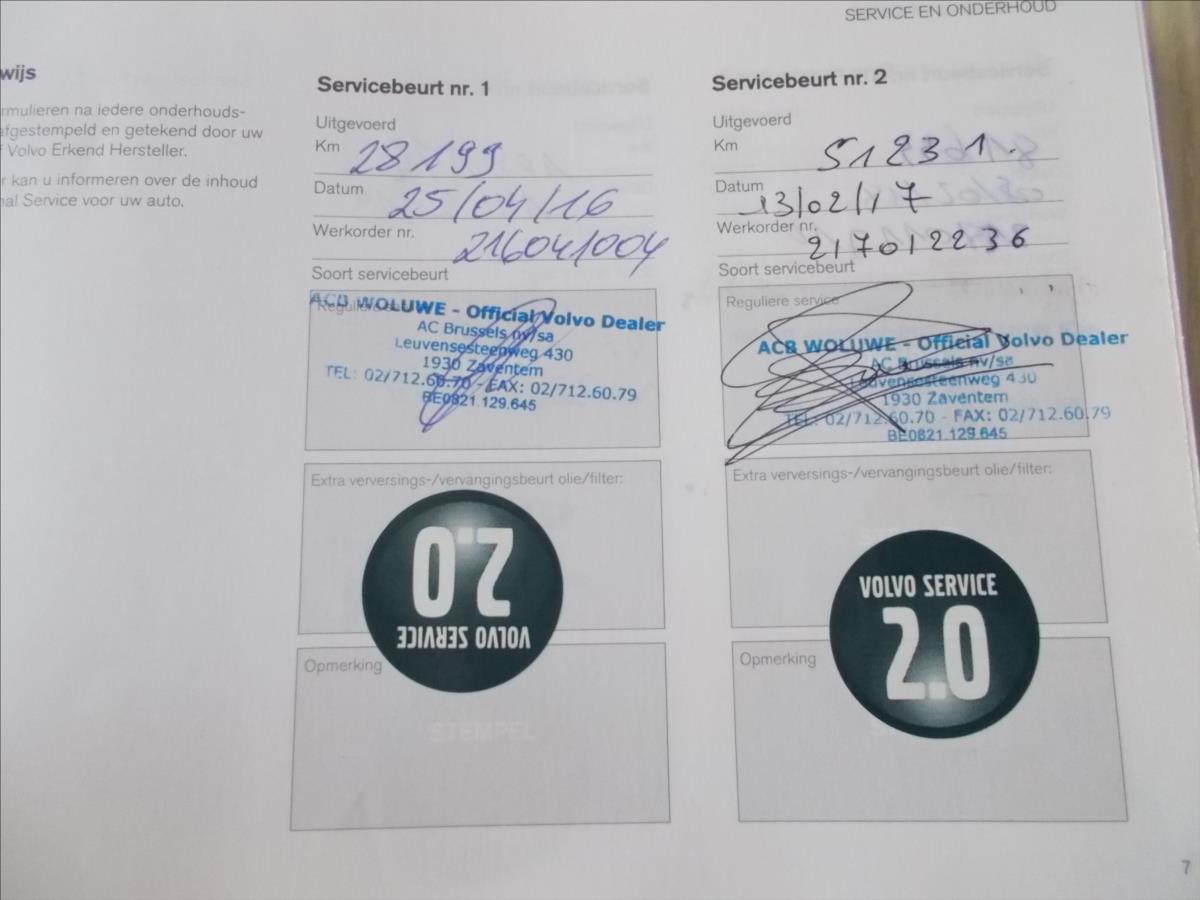 SERVICE EN ONDERHOUD
wijs
rmulieren na iedere onderhouds-
afgestempeld en getekend door uw
f Volvo Erkend Hersteller.
r kan u informeren over de inhoud
nal Service voor uw auto.
Servicebeurt nr. 1
Uitgevoerd
Km 28199
Datum 25/04/16
Werkorder nr. 216041004
Soort servicebeurt
ACB WOLUWE - Official Volvo Dealer
AC Brussels nv/sa
Leuvensesteenweg 430
1930 Zaventem
TEL: 02/712.60.70 - FAX: 02/712.60.79
BE0821.129.645
Extra verversings-/vervangingsbeurt olie/filter:
VOLVO SERVICE
2.0
Opmerking
STEMPEL
Servicebeurt nr. 2
Uitgevoerd
Km 51231.
Datum 13/02/17
Werkorder nr. 217012236
Soort servicebeurt
Reguliere service
ACB WOLUWE - Official Volvo Dealer
AC Brussels nv/sa
Leuvensesteenweg 430
1930 Zaventem
TEL: 02/712.60.70 - FAX: 02/712.60.79
BE0821.129.645
Extra verversings-/vervangingsbeurt olie/filter:
VOLVO SERVICE
2.0
Opmerking
7